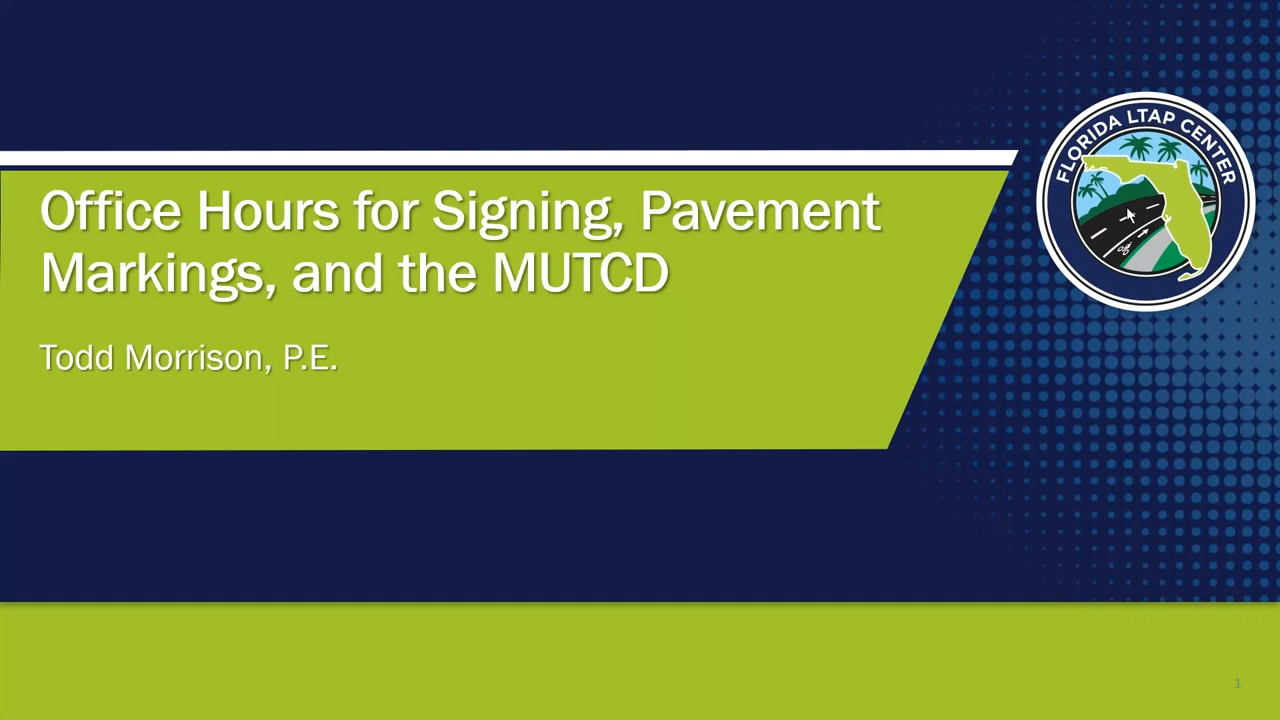 FLORIDA LTAP CENTER
Office Hours for Signing, Pavement
Markings, and the MUTCD
Todd Morrison, P.E.
1